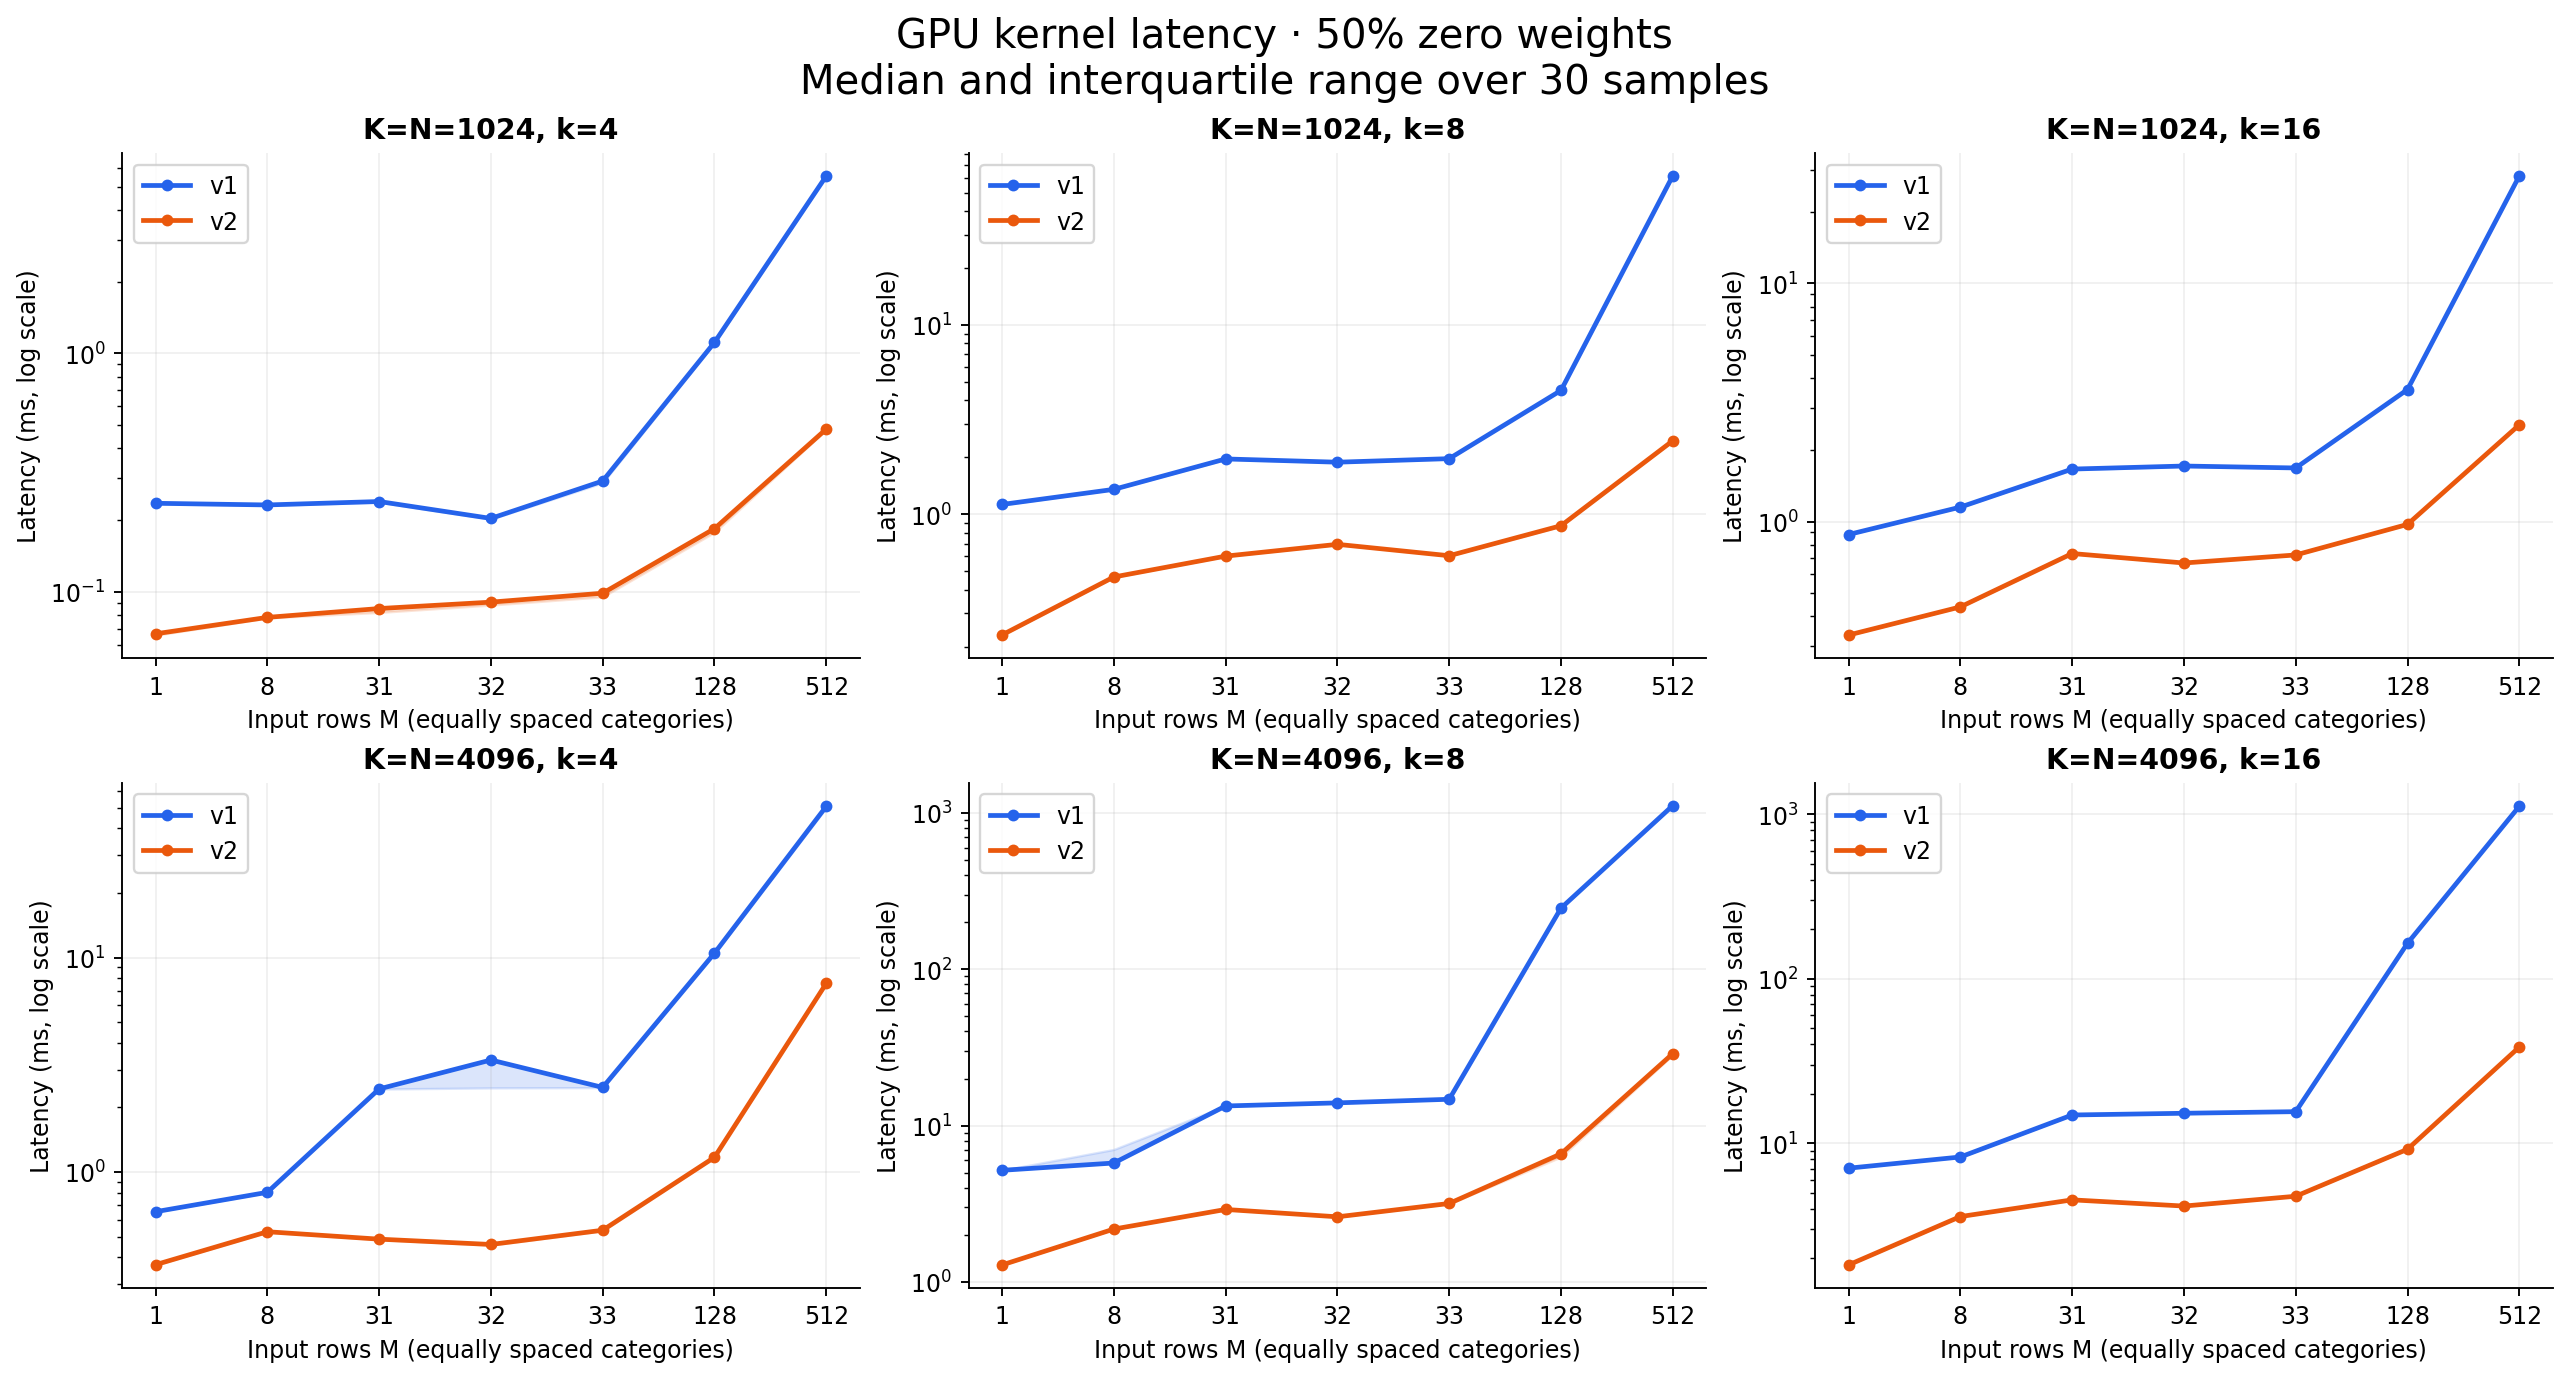 GPU kernel latency · 50% zero weights
Median and interquartile range over 30 samples
K=N=1024, k=4
v1
v2
Latency (ms, log scale)
10⁰
10⁻¹
1 8 31 32 33 128 512
Input rows M (equally spaced categories)
K=N=1024, k=8
v1
v2
Latency (ms, log scale)
10¹
10⁰
1 8 31 32 33 128 512
Input rows M (equally spaced categories)
K=N=1024, k=16
v1
v2
Latency (ms, log scale)
10¹
10⁰
1 8 31 32 33 128 512
Input rows M (equally spaced categories)
K=N=4096, k=4
v1
v2
Latency (ms, log scale)
10¹
10⁰
1 8 31 32 33 128 512
Input rows M (equally spaced categories)
K=N=4096, k=8
v1
v2
Latency (ms, log scale)
10³
10²
10¹
10⁰
1 8 31 32 33 128 512
Input rows M (equally spaced categories)
K=N=4096, k=16
v1
v2
Latency (ms, log scale)
10³
10²
10¹
1 8 31 32 33 128 512
Input rows M (equally spaced categories)